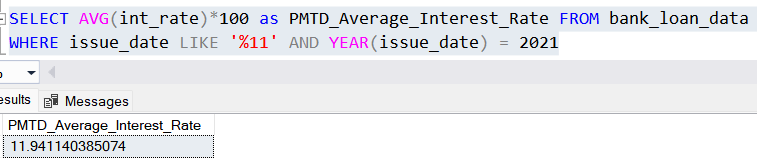 SELECT AVG(int_rate)*100 as PMTD_Average_Interest_Rate FROM bank_loan_data
WHERE issue_date LIKE '%11' AND YEAR(issue_date) = 2021
esults Messages
PMTD_Average_Interest_Rate
11.941140385074